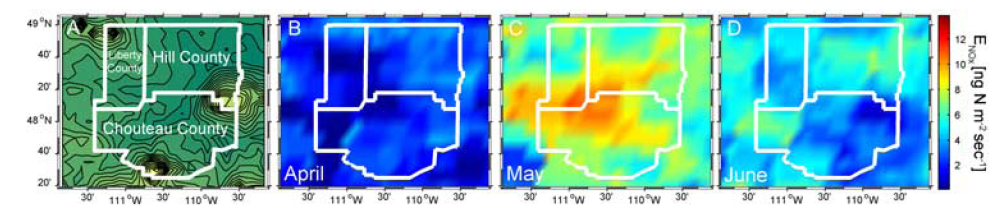 A
Liberty
County
Hill County
Chouteau County
B
April
C
May
D
June
49 °N
40'
20'
48 °N
40'
20'
30'
111 °W
30'
110 °W
30'
30'
111 °W
30'
110 °W
30'
30'
111 °W
30'
110 °W
30'
30'
111 °W
30'
110 °W
30'
12
10
8
6
4
2
E NOx [ng N m-2 sec-1]